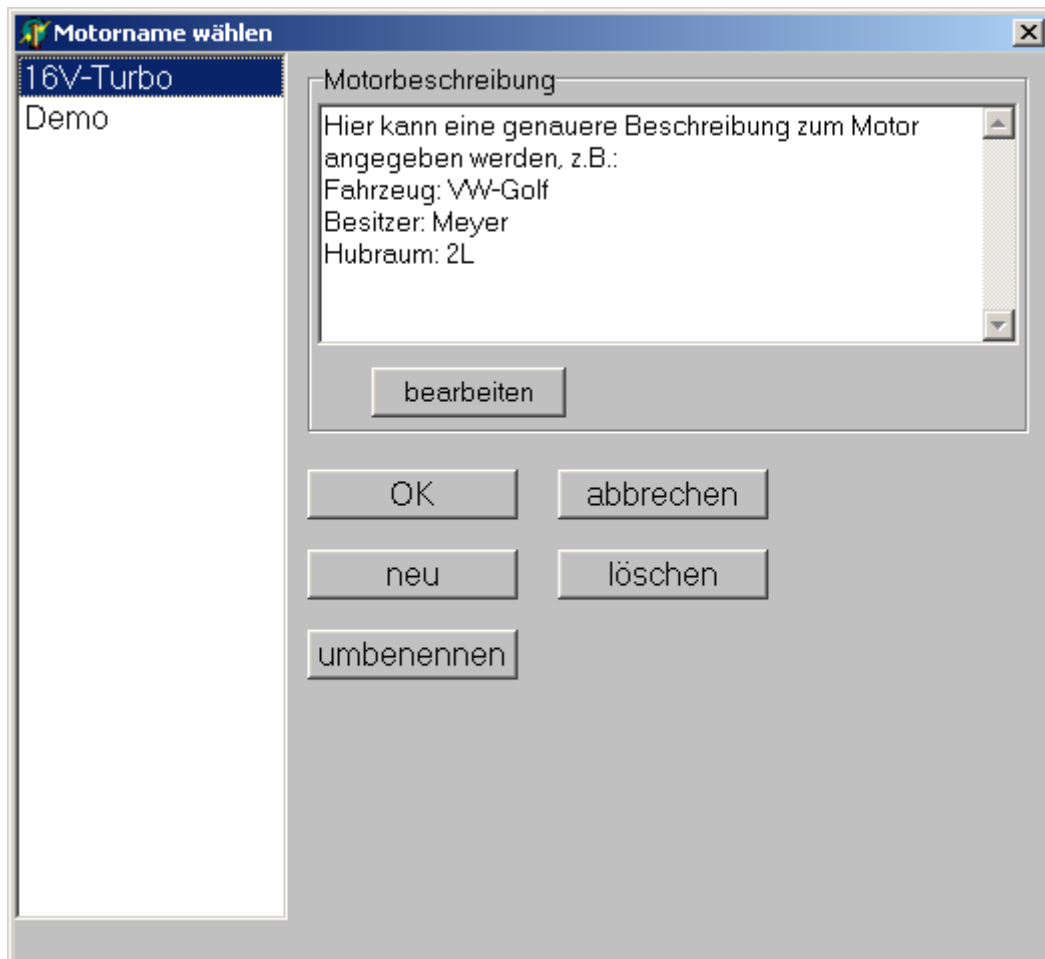 Motorname wählen
16V-Turbo
Demo
Motorbeschreibung
Hier kann eine genauere Beschreibung zum Motor
angegeben werden, z.B.:
Fahrzeug: VW-Golf
Besitzer: Meyer
Hubraum: 2L
bearbeiten
OK
abbrechen
neu
löschen
umbenennen